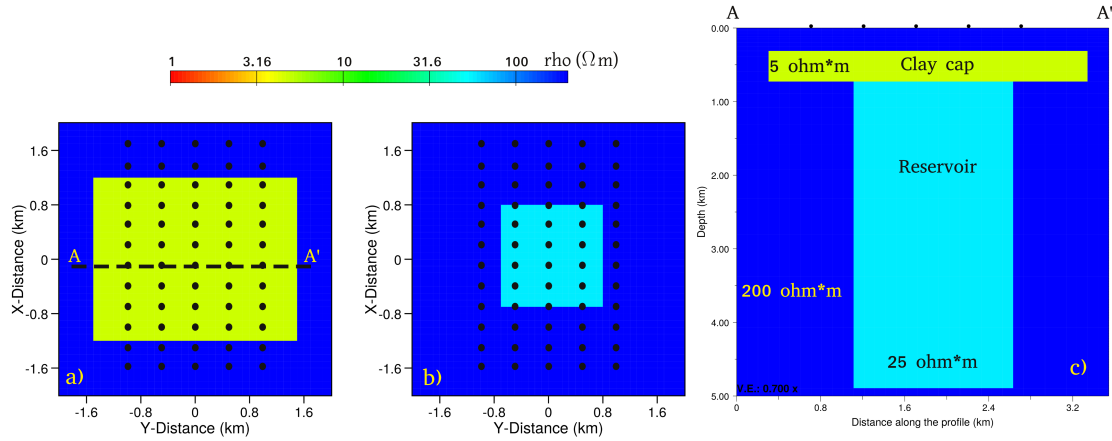 rho (Ωm)
1 3.16 10 31.6 100
1.6
0.8
0
-0.8
-1.6
X-Distance (km)
A A'
a)
-1.6 -0.8 0 0.8 1.6
Y-Distance (km)
1.6
0.8
0
-0.8
-1.6
X-Distance (km)
b)
-1.6 -0.8 0 0.8 1.6
Y-Distance (km)
A A'
0.00
1.00
2.00
3.00
4.00
5.00
Depth (km)
5 ohm*m Clay cap
Reservoir
200 ohm*m
25 ohm*m
c)
V.E.: 0.700 x
0 0.8 1.6 2.4 3.2
Distance along the profile (km)